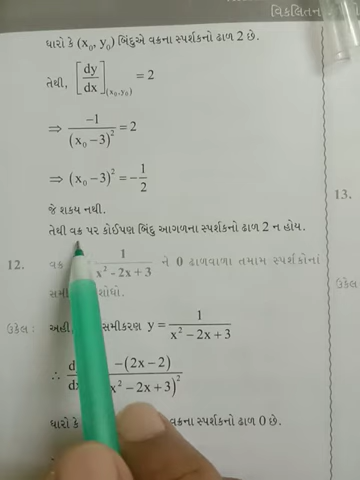 વિકલિતન
ધારો કે (x₀, y₀) બિંદુએ વક્રના સ્પર્શકનો ઢાળ 2 છે.
તેથી, [dy/dx](x₀, y₀) = 2
⇒ -1/(x₀ - 3)² = 2
⇒ (x₀ - 3)² = -1/2
જે શક્ય નથી.
તેથી વક્ર પર કોઈપણ બિંદુ આગળના સ્પર્શકનો ઢાળ 2 ન હોય.
13.
12. વક્ર 1/(x² - 2x + 3) ને 0 ઢાળવાળા તમામ સ્પર્શકોનાં
શોધો.
ઉકેલ : અહીં, સમીકરણ y = 1/(x² - 2x + 3)
∴ d/dx -(2x - 2)/(x² - 2x + 3)²
ધારો કે વક્રના સ્પર્શકનો ઢાળ 0 છે.